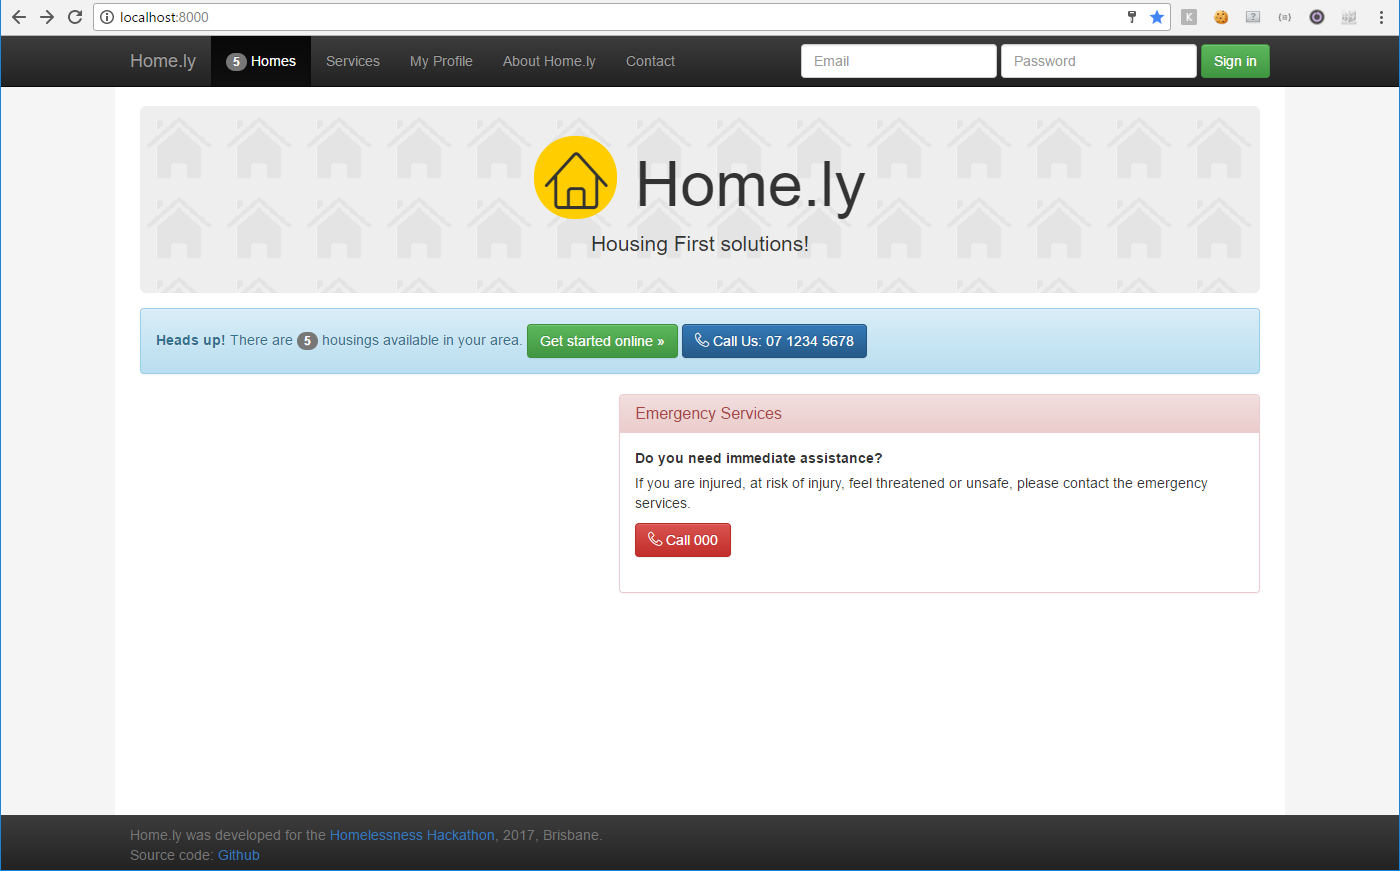 localhost:8000
Home.ly 5 Homes Services My Profile About Home.ly Contact Email Password Sign in
Home.ly
Housing First solutions!
Heads up! There are 5 housings available in your area. Get started online » Call Us: 07 1234 5678
Emergency Services
Do you need immediate assistance?
If you are injured, at risk of injury, feel threatened or unsafe, please contact the emergency
services.
Call 000
Home.ly was developed for the Homelessness Hackathon, 2017, Brisbane.
Source code: Github